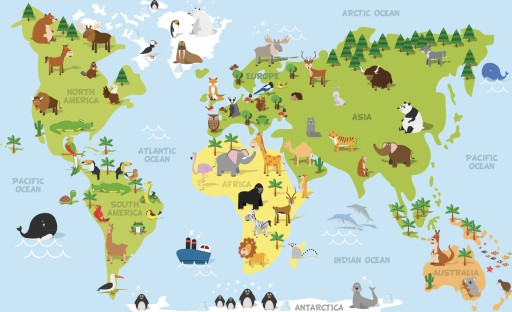 ARCTIC OCEAN
EUROPE
NORTH
AMERICA
ASIA
ATLANTIC
OCEAN
PACIFIC
OCEAN
PACIFIC
OCEAN
AFRICA
SOUTH
AMERICA
INDIAN OCEAN
AUSTRALIA
ANTARCTICA